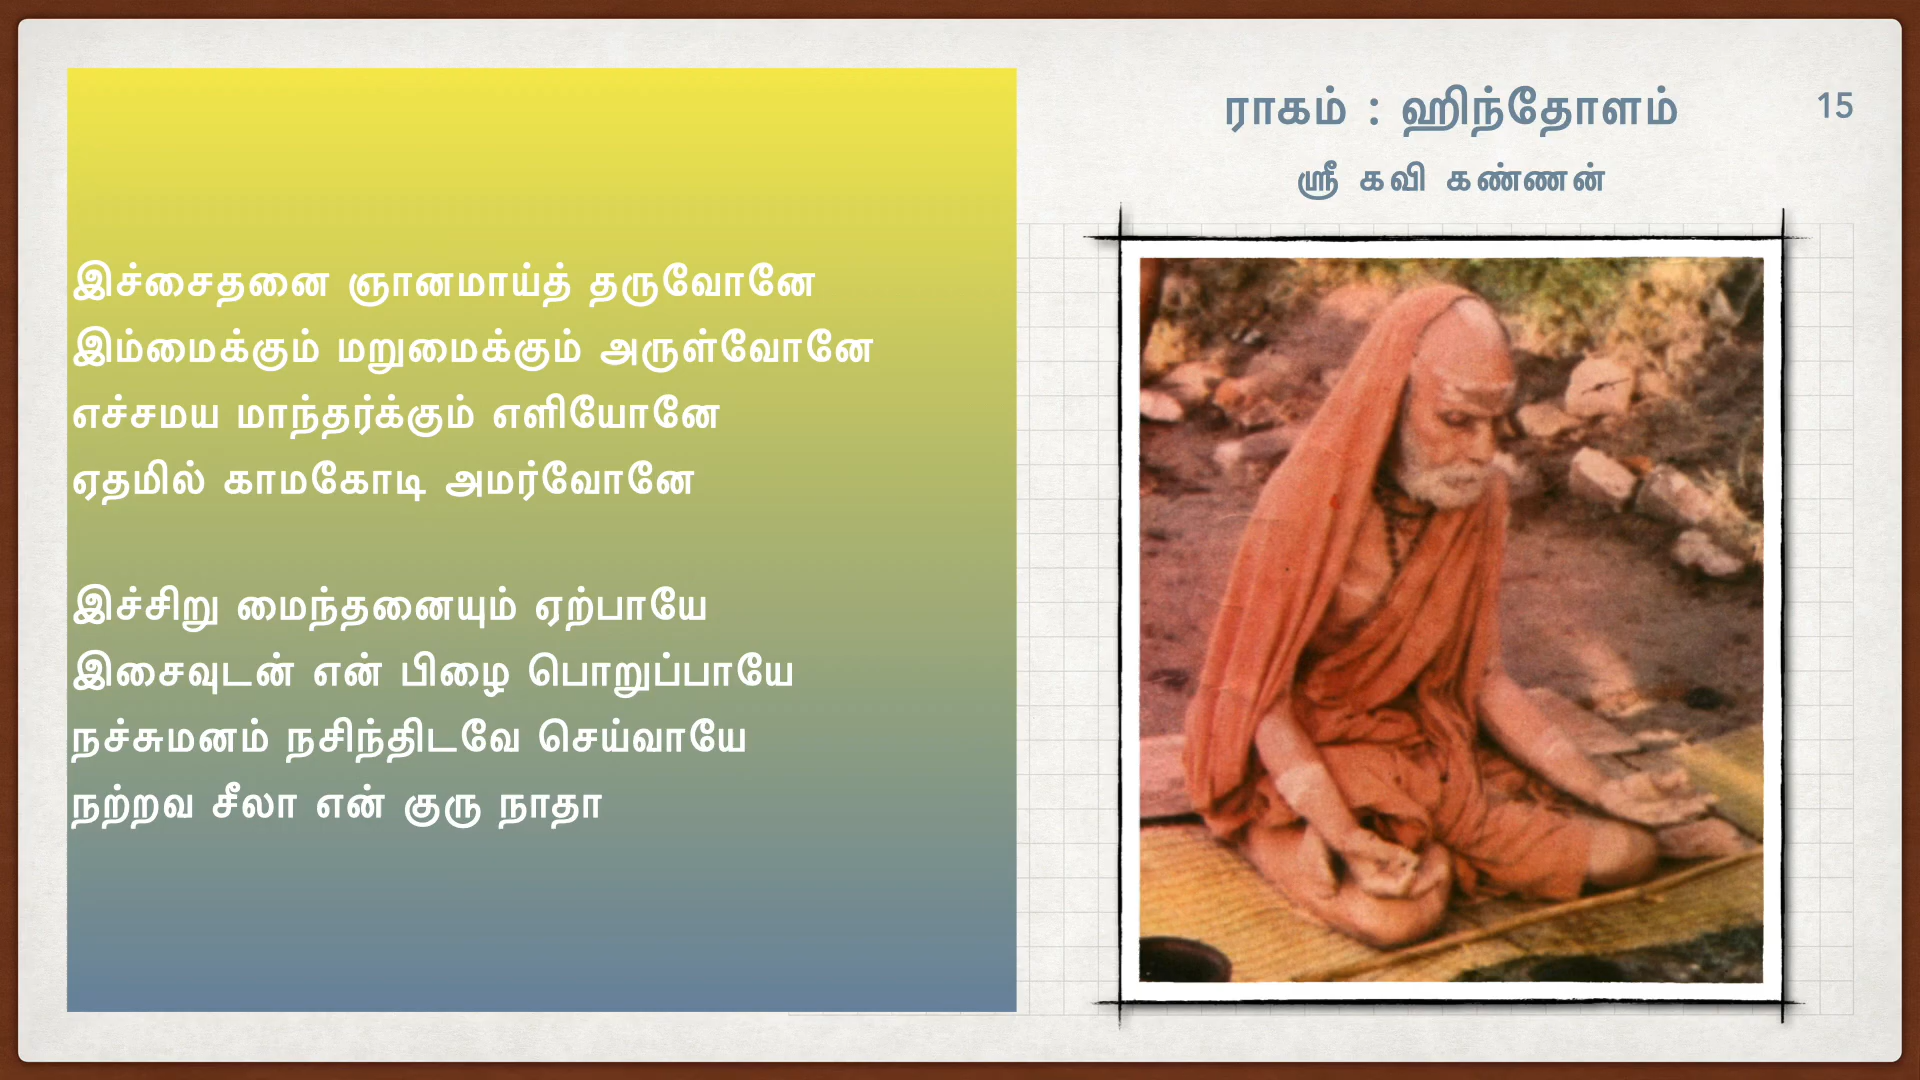 ராகம் : ஹிந்தோளம்
15
ஸ்ரீ கவி கண்ணன்
இச்சைதனை ஞானமாய்த் தருவோனே
இம்மைக்கும் மறுமைக்கும் அருள்வோனே
எச்சமய மாந்தர்க்கும் எளியோனே
ஏதமில் காமகோடி அமர்வோனே
இச்சிறு மைந்தனையும் ஏற்பாயே
இசைவுடன் என் பிழை பொறுப்பாயே
நச்சுமனம் நசிந்திடவே செய்வாயே
நற்றவ சீலா என் குரு நாதா